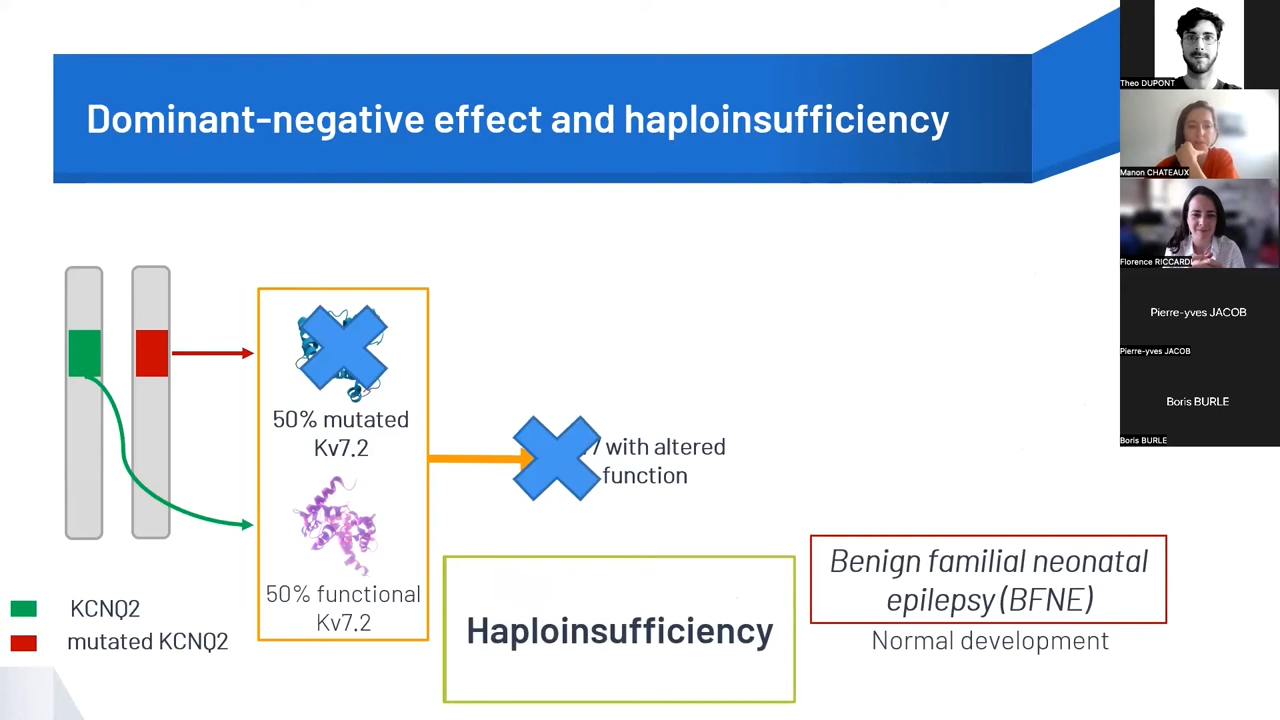 Dominant-negative effect and haploinsufficiency
50% mutated
Kv7.2
50% functional
Kv7.2
with altered
function
Haploinsufficiency
Benign familial neonatal
epilepsy (BFNE)
Normal development
KCNQ2
mutated KCNQ2
Theo DUPONT
Manon CHATEAUX
Florence RICCARDI
Pierre-yves JACOB
Pierre-yves JACOB
Boris BURLE
Boris BURLE